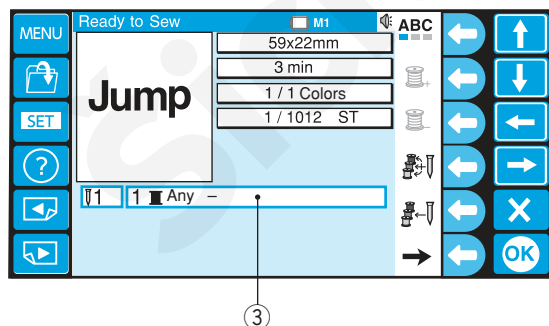 MENU
Ready to Sew
M1
ABC
59x22mm
3 min
1 / 1 Colors
1 / 1012 ST
Jump
SET
?
1
1 Any –
X
OK
3